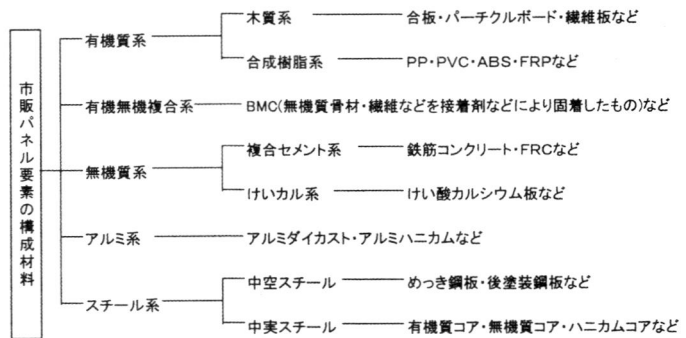 市販パネル要素の構成材料
有機質系
木質系
合板・パーチクルボード・繊維板など
合成樹脂系
PP・PVC・ABS・FRPなど
有機無機複合系
BMC(無機質骨材・繊維などを接着剤などにより固着したもの)など
無機質系
複合セメント系
鉄筋コンクリート・FRCなど
けいカル系
けい酸カルシウム板など
アルミ系
アルミダイカスト・アルミハニカムなど
スチール系
中空スチール
めっき鋼板・後塗装鋼板など
中実スチール
有機質コア・無機質コア・ハニカムコアなど